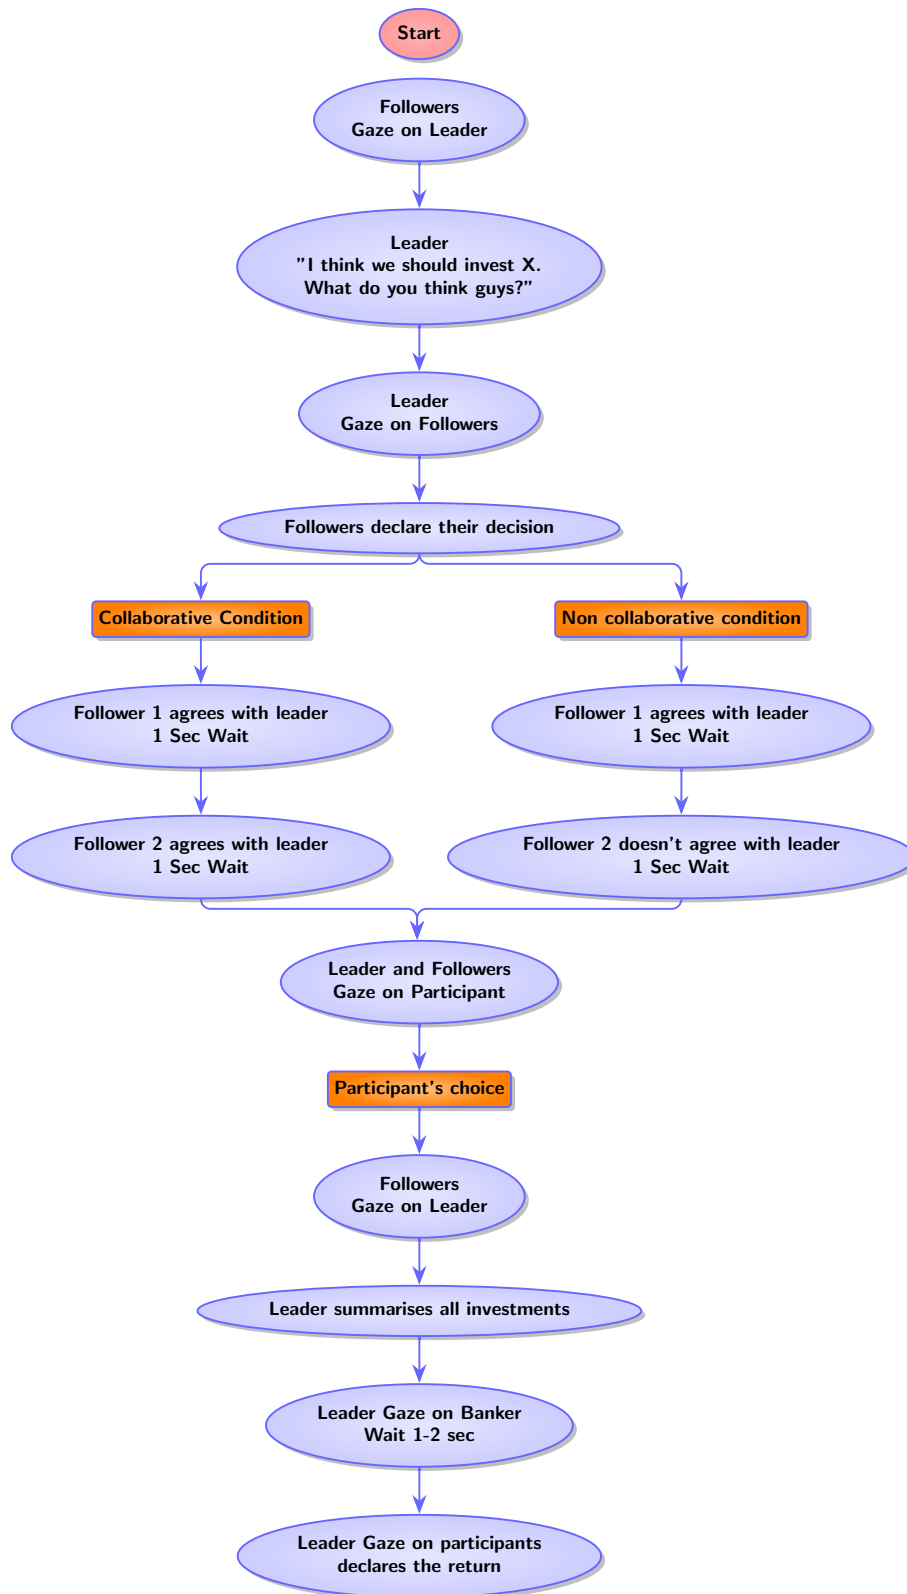 Start
Followers
Gaze on Leader
Leader
”I think we should invest X.
What do you think guys?”
Leader
Gaze on Followers
Followers declare their decision
Collaborative Condition
Non collaborative condition
Follower 1 agrees with leader
1 Sec Wait
Follower 1 agrees with leader
1 Sec Wait
Follower 2 agrees with leader
1 Sec Wait
Follower 2 doesn't agree with leader
1 Sec Wait
Leader and Followers
Gaze on Participant
Participant's choice
Followers
Gaze on Leader
Leader summarises all investments
Leader Gaze on Banker
Wait 1-2 sec
Leader Gaze on participants
declares the return